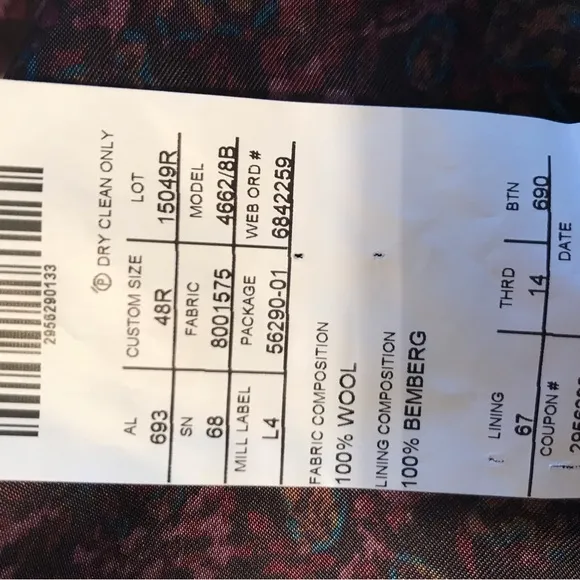 2956290133
Ⓟ DRY CLEAN ONLY
AL CUSTOM SIZE LOT
693 48R 15049R
SN FABRIC MODEL
68 8001575 4662/8B
MILL LABEL PACKAGE WEB ORD #
L4 56290-01 6842259
FABRIC COMPOSITION
100% WOOL
LINING COMPOSITION
100% BEMBERG
LINING THRD BTN
67 14 690
COUPON # DATE